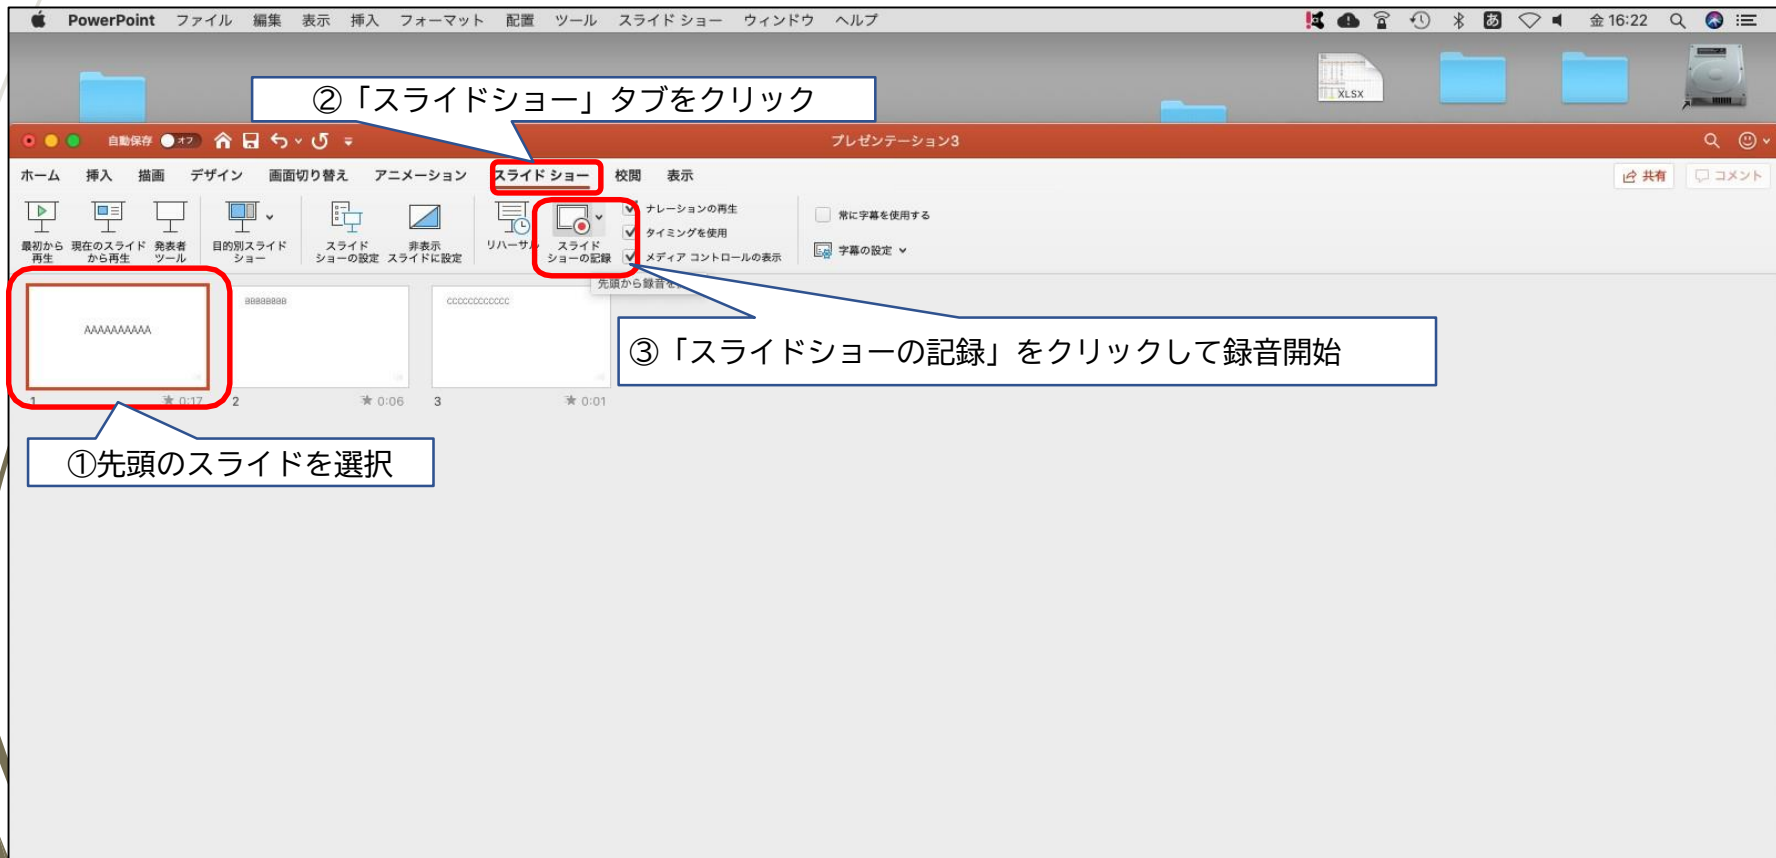 PowerPoint ファイル 編集 表示 挿入 フォーマット 配置 ツール スライド ショー ウィンドウ ヘルプ
あ 金 16:22
XLSX
②「スライドショー」タブをクリック
自動保存 オフ プレゼンテーション3
ホーム 挿入 描画 デザイン 画面切り替え アニメーション スライド ショー 校閲 表示 共有 コメント
最初から
再生
現在のスライド
から再生
発表者
ツール
目的別スライド
ショー
スライド
ショーの設定
非表示
スライドに設定
リハーサル
スライド
ショーの記録
ナレーションの再生
タイミングを使用
メディア コントロールの表示
常に字幕を使用する
字幕の設定
先頭から録音を
AAAAAAAAAA
BBBBBBBB
CCCCCCCCCCCC
③「スライドショーの記録」をクリックして録音開始
1 0:17 2 0:06 3 0:01
①先頭のスライドを選択